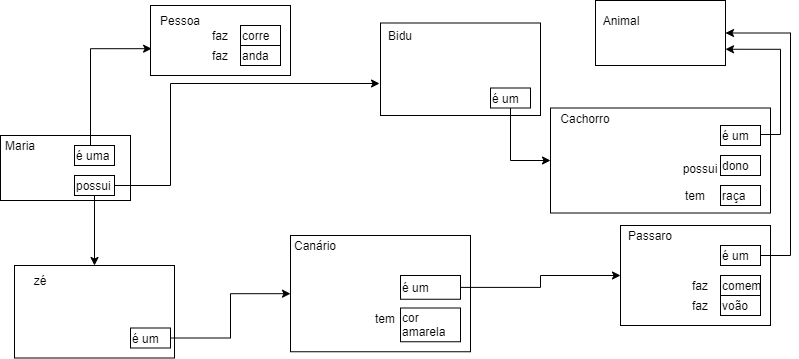 Pessoa
faz corre
faz anda
Bidu
é um
Animal
Maria
é uma
possui
Cachorro
é um
possui dono
tem raça
zé
é um
Canário
é um
tem cor
amarela
Passaro
é um
faz comem
faz voão